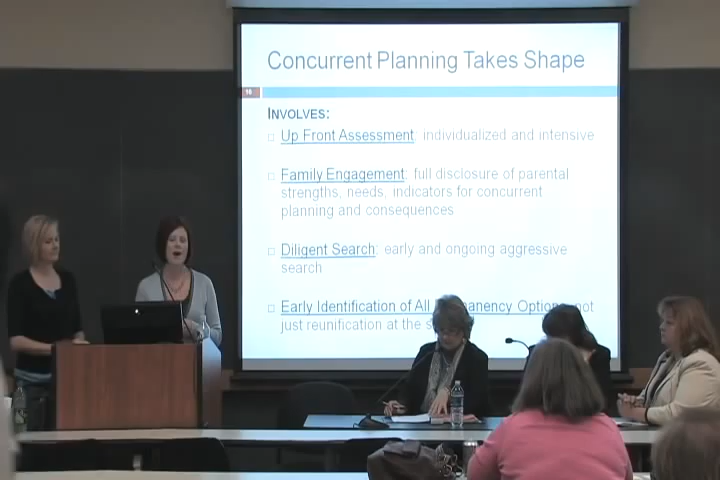 Concurrent Planning Takes Shape
16
INVOLVES:
Up Front Assessment: individualized and intensive
Family Engagement: full disclosure of parental
strengths, needs, indicators for concurrent
planning and consequences
Diligent Search: early and ongoing aggressive
search
Early Identification of All Options not
just reunification at the